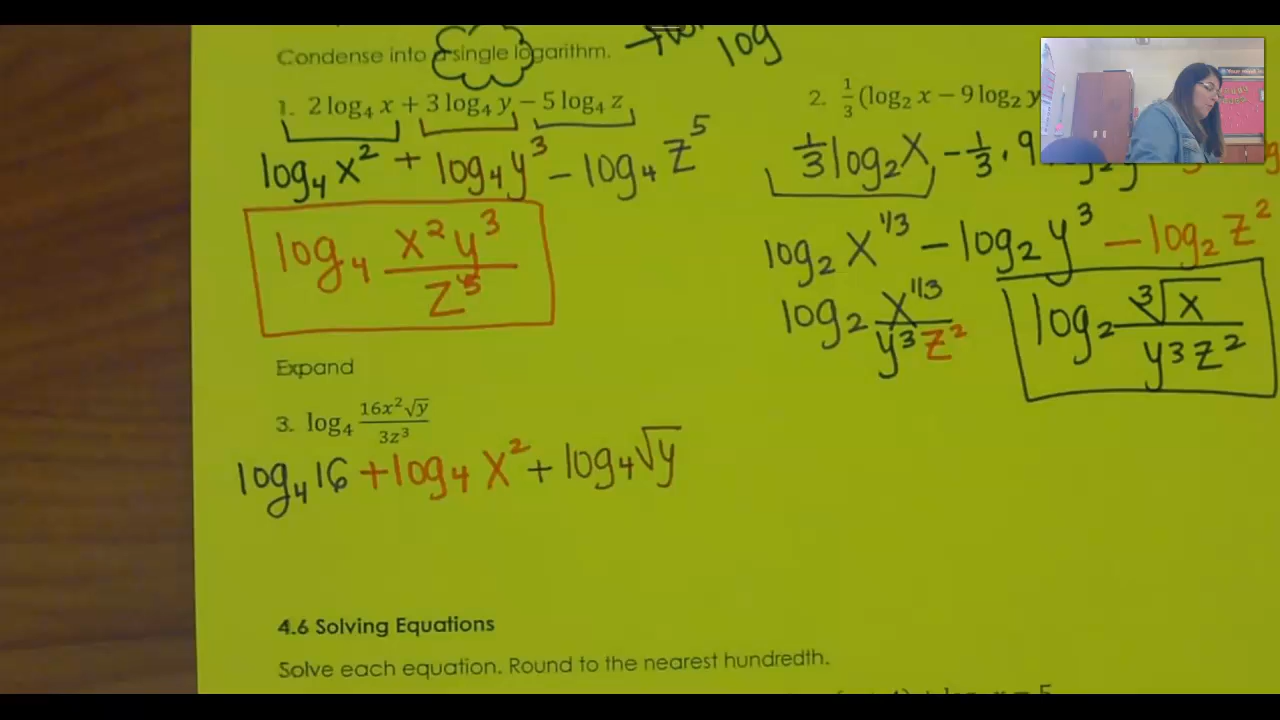 Condense into a single logarithm. → log
1. 2 log₄ x + 3 log₄ y − 5 log₄ z
log₄ x² + log₄ y³ − log₄ z⁵
log₄ x²y³/z⁵
2. 1/3 (log₂ x − 9 log₂ y
1/3 log₂ x − 1/3 · 9
log₂ x^1/3 − log₂ y³ − log₂ z²
log₂ x^1/3/y³z²
log₂ ∛x/y³z²
Expand
3. log₄ 16x²√y/3z³
log₄ 16 + log₄ x² + log₄ √y
4.6 Solving Equations
Solve each equation. Round to the nearest hundredth.